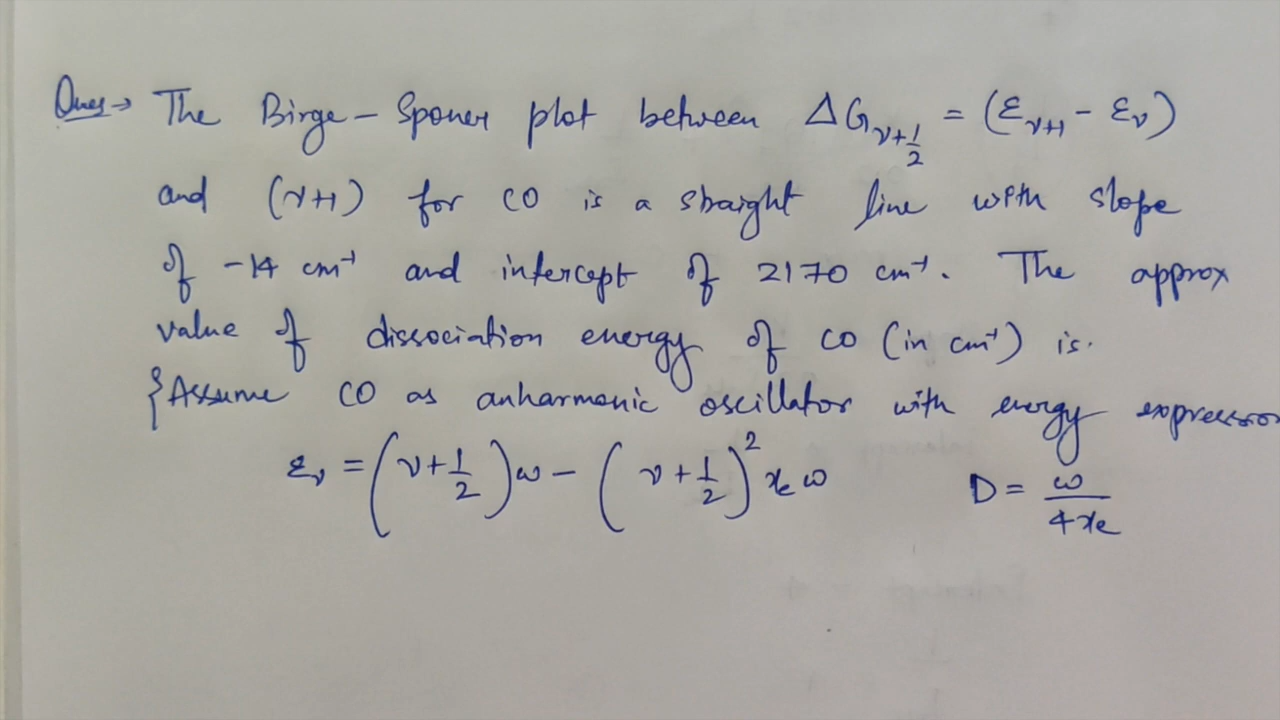 Ques → The Birge - Sponer plot between ΔG_{ν+1/2} = (ε_{ν+1} - ε_ν)
and (ν+1) for CO is a straight line with slope
of -14 cm⁻¹ and intercept of 2170 cm⁻¹. The approx
value of dissociation energy of CO (in cm⁻¹) is.
{Assume CO as anharmonic oscillator with energy expression
ε_ν = (ν + 1/2)ω - (ν + 1/2)² x_e ω D = ω/4x_e